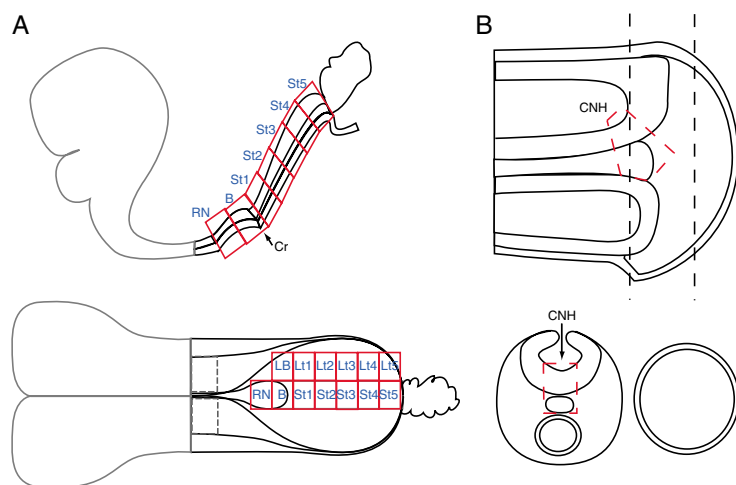 A
B
St5
St4
St3
St2
St1
B
RN
Cr
CNH
LB Lt1 Lt2 Lt3 Lt4 Lt5
RN B St1 St2 St3 St4 St5
CNH